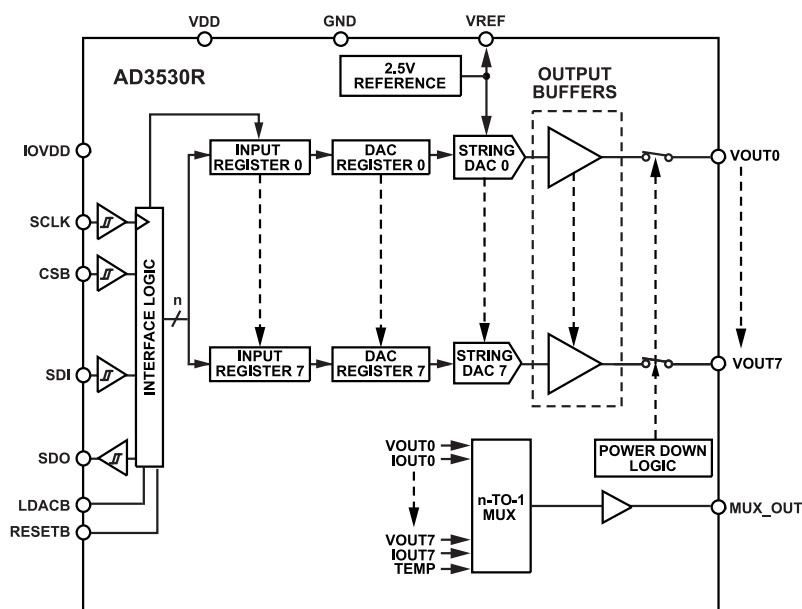 VDD
GND
VREF
AD3530R
2.5V
REFERENCE
OUTPUT
BUFFERS
IOVDD
INPUT
REGISTER 0
DAC
REGISTER 0
STRING
DAC 0
VOUT0
SCLK
CSB
INTERFACE LOGIC
n
INPUT
REGISTER 7
DAC
REGISTER 7
STRING
DAC 7
VOUT7
SDI
SDO
LDACB
RESETB
POWER DOWN
LOGIC
VOUT0
IOUT0
n-TO-1
MUX
VOUT7
IOUT7
TEMP
MUX_OUT